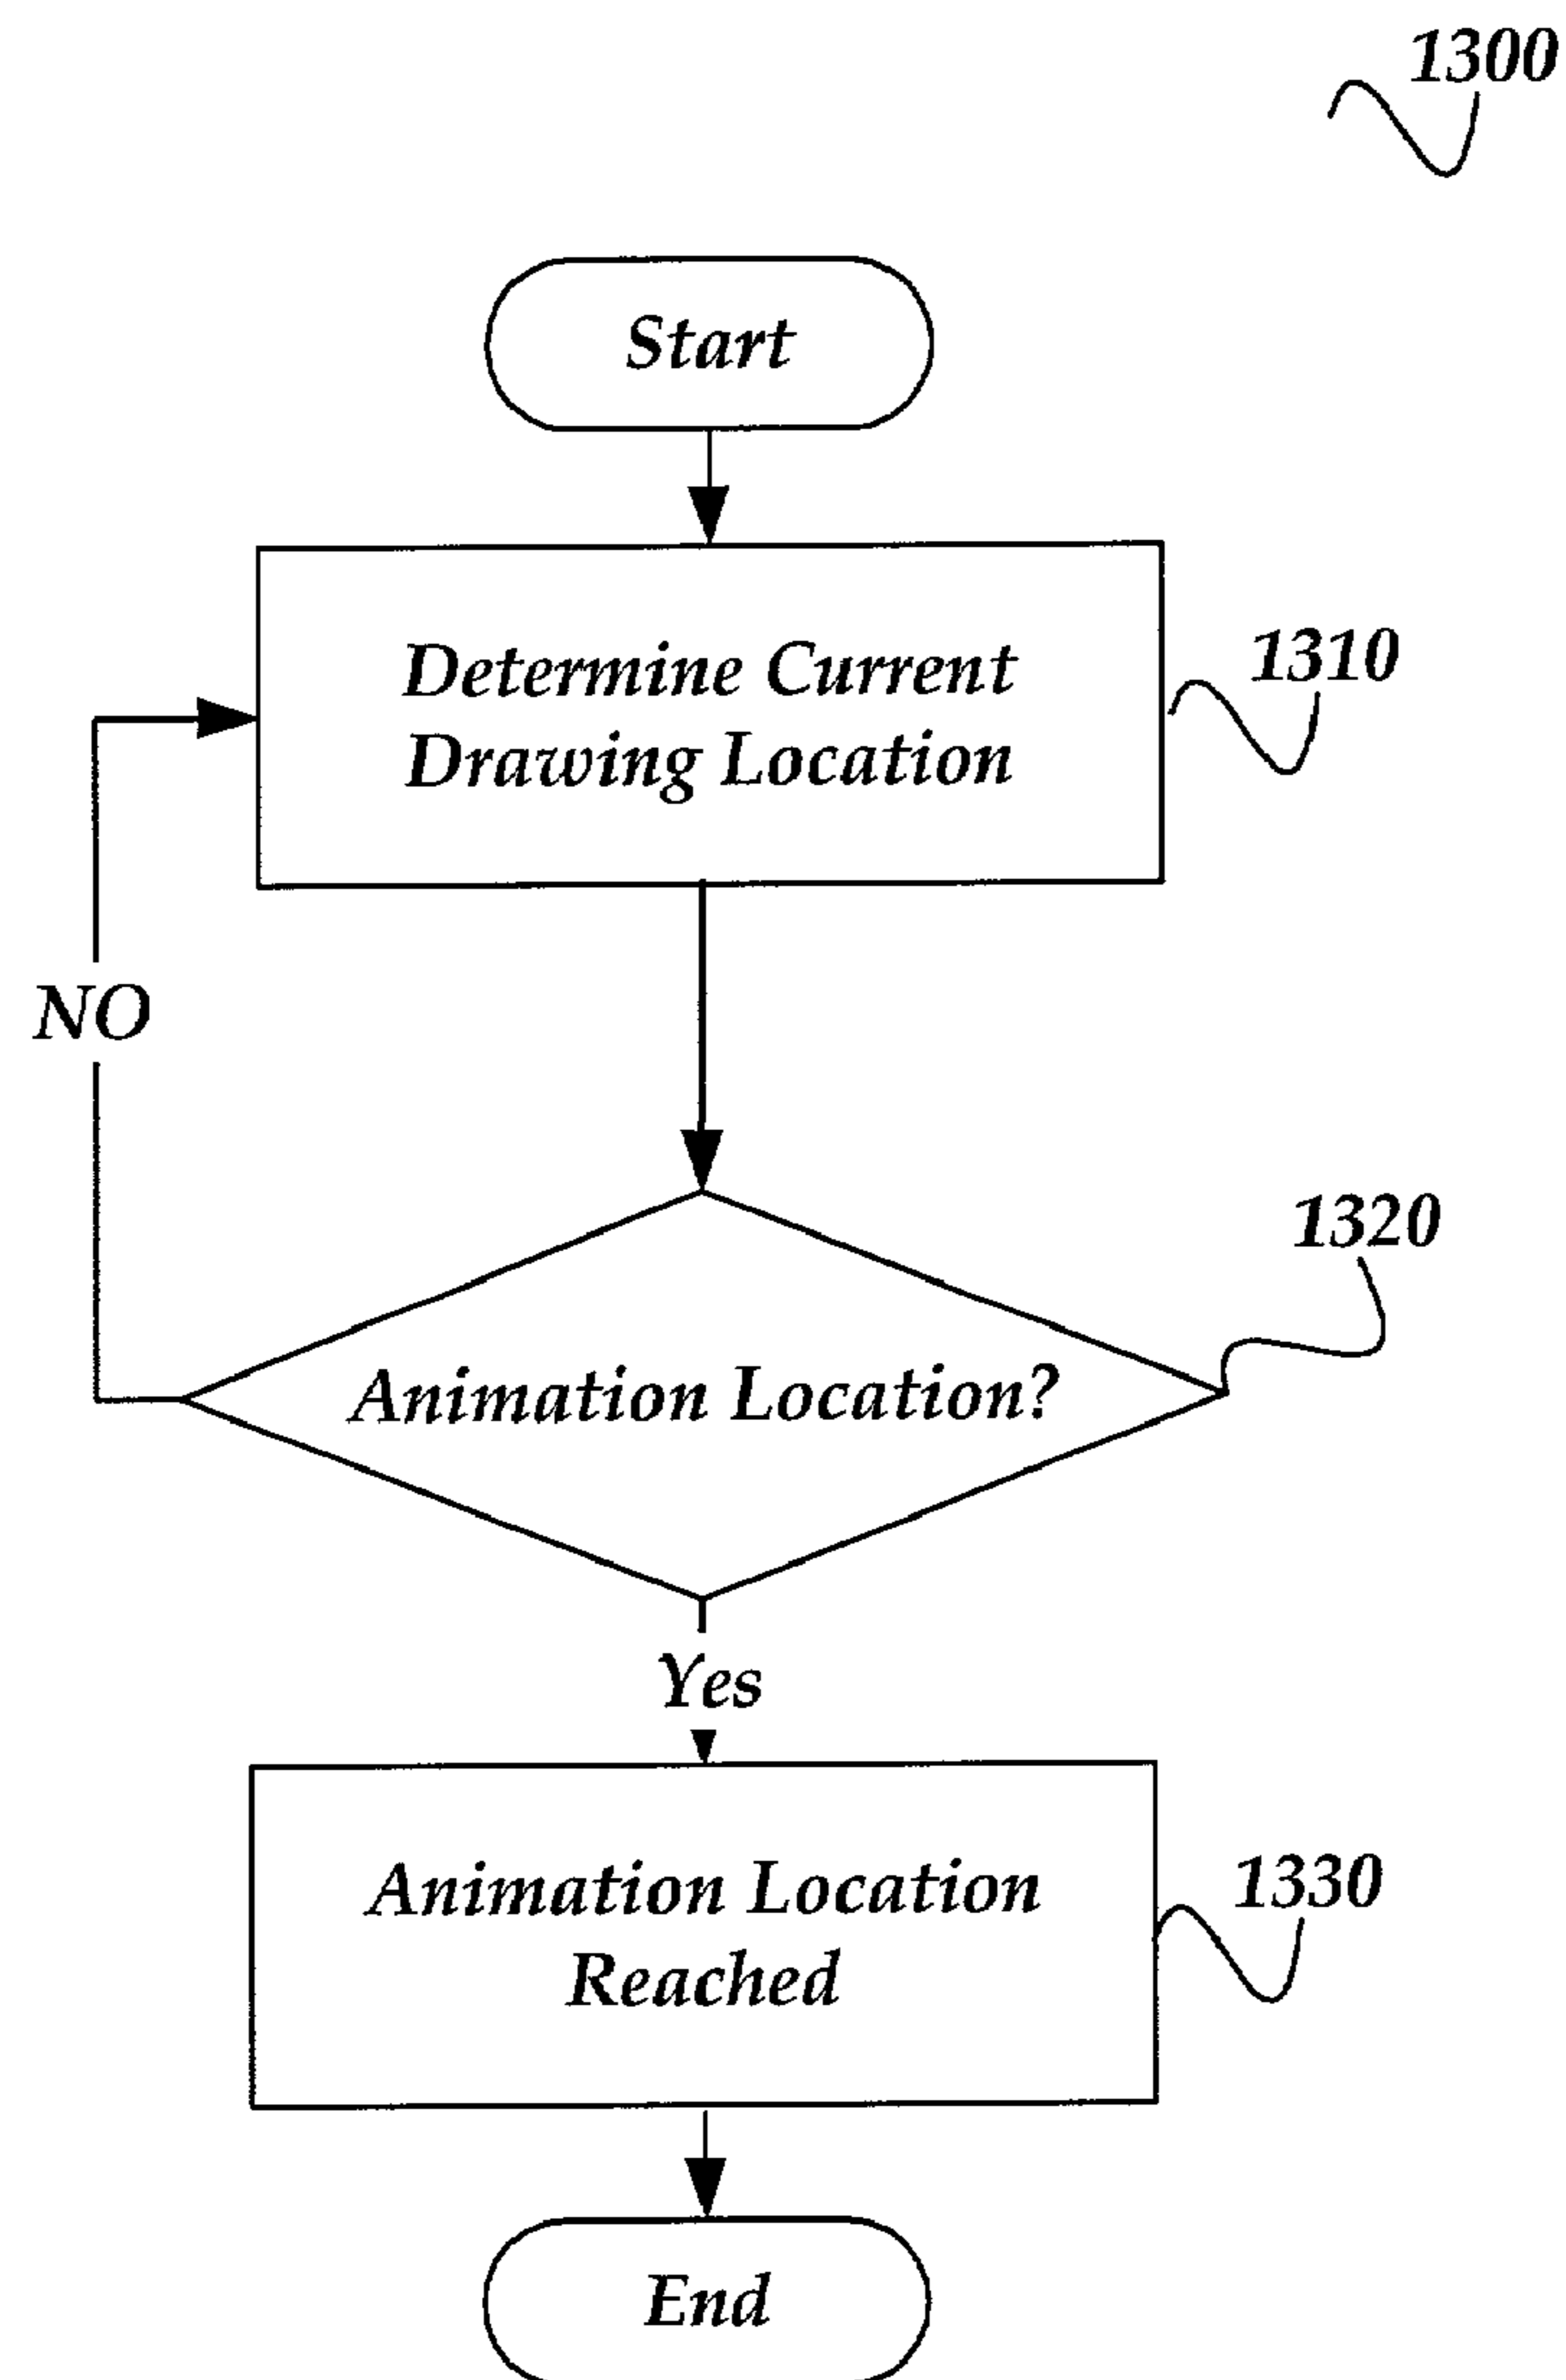 1300
Start
Determine Current
Drawing Location
1310
NO
1320
Animation Location?
Yes
Animation Location
Reached
1330
End